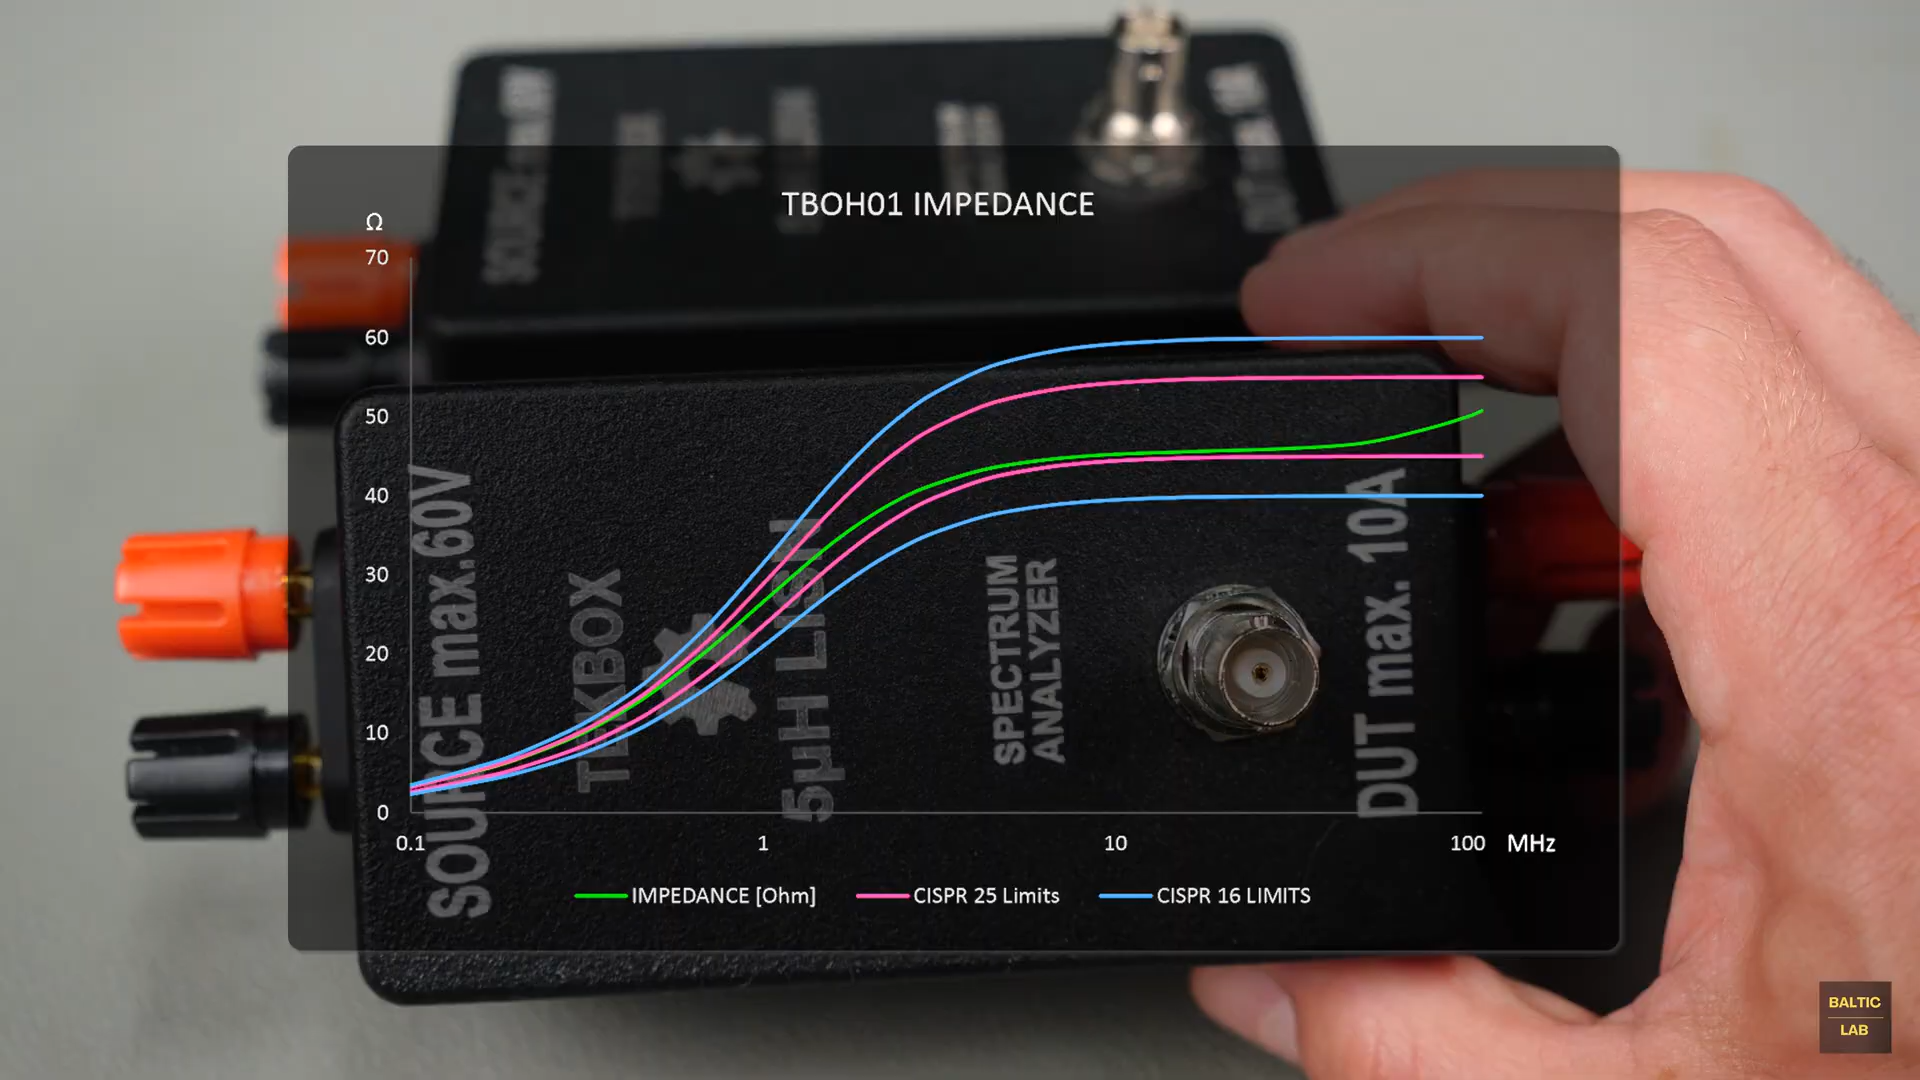 TBOH01 IMPEDANCE
Ω
70
60
50
40
30
20
10
0
0.1
1
10
100
MHz
IMPEDANCE [Ohm]
CISPR 25 Limits
CISPR 16 LIMITS
SOURCE max.60V
TEKBOX
5µH LISN
SPECTRUM
ANALYZER
DUT max. 10A
BALTIC
LAB